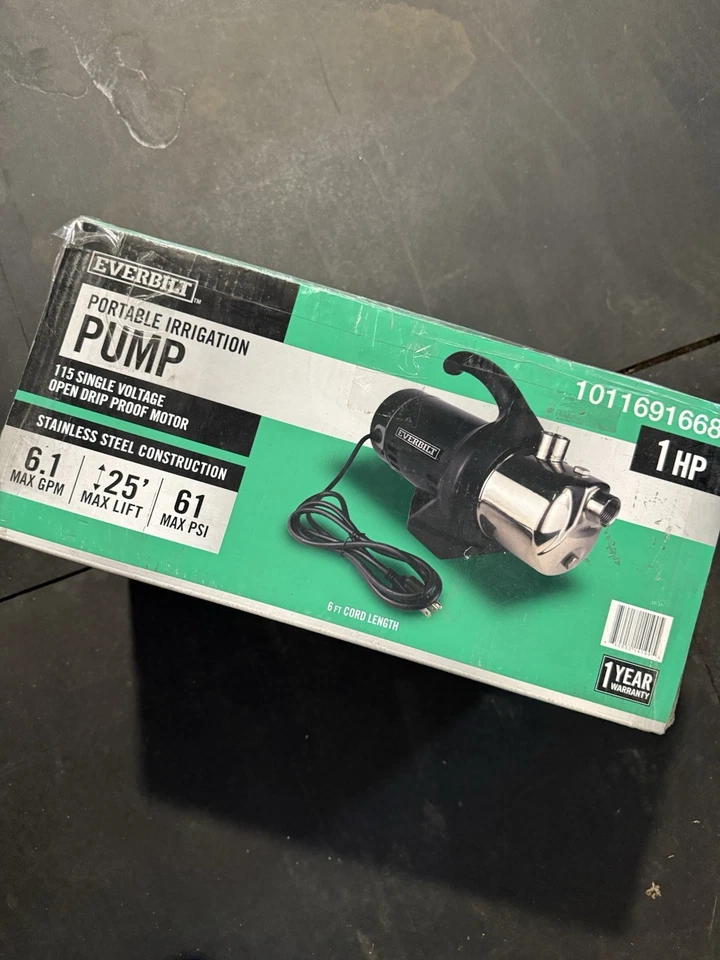 EVERBILT™
PORTABLE IRRIGATION
PUMP
115 SINGLE VOLTAGE
OPEN DRIP PROOF MOTOR
STAINLESS STEEL CONSTRUCTION
6.1
MAX GPM
25'
MAX LIFT
61
MAX PSI
EVERBILT
6 FT CORD LENGTH
1011691668
1 HP
1 YEAR
WARRANTY